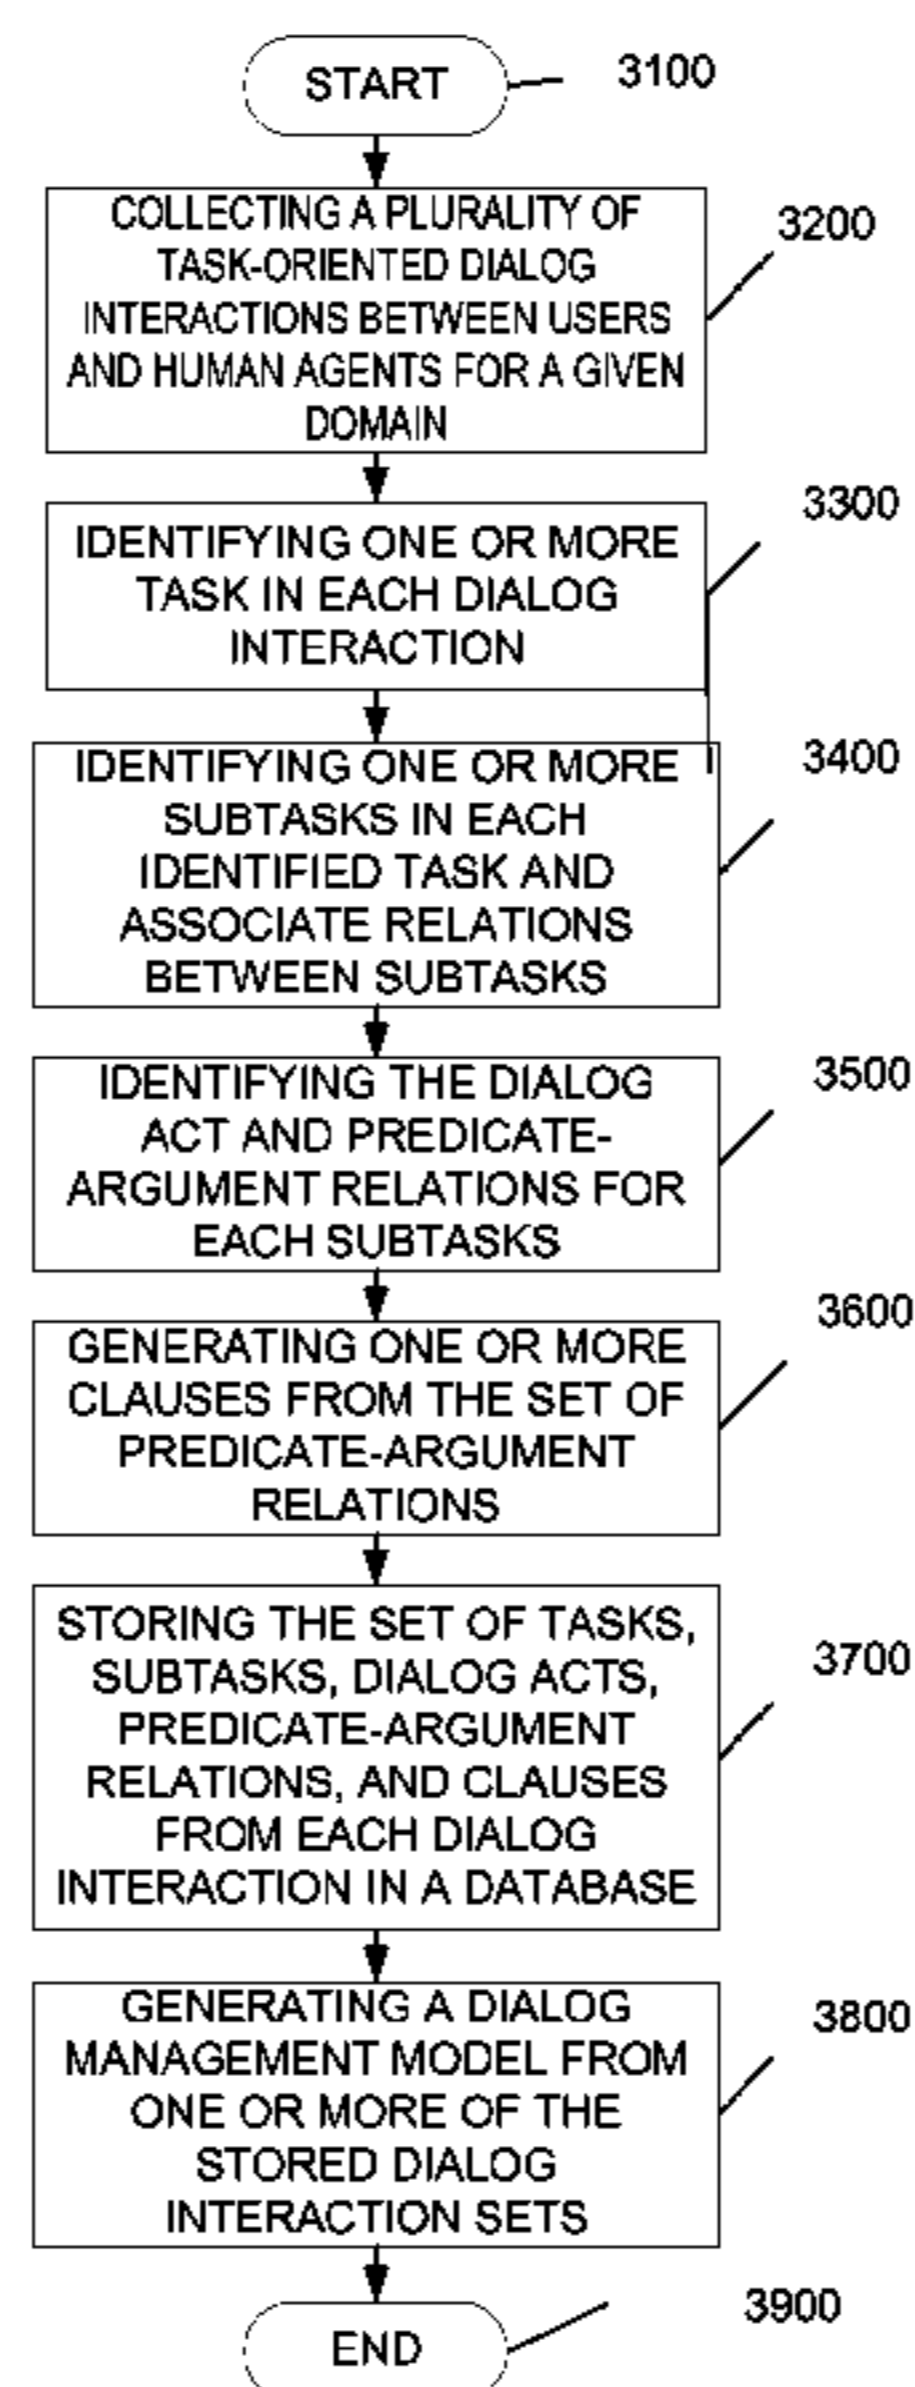 START
3100
COLLECTING A PLURALITY OF
TASK-ORIENTED DIALOG
INTERACTIONS BETWEEN USERS
AND HUMAN AGENTS FOR A GIVEN
DOMAIN
3200
IDENTIFYING ONE OR MORE
TASK IN EACH DIALOG
INTERACTION
3300
IDENTIFYING ONE OR MORE
SUBTASKS IN EACH
IDENTIFIED TASK AND
ASSOCIATE RELATIONS
BETWEEN SUBTASKS
3400
IDENTIFYING THE DIALOG
ACT AND PREDICATE-
ARGUMENT RELATIONS FOR
EACH SUBTASKS
3500
GENERATING ONE OR MORE
CLAUSES FROM THE SET OF
PREDICATE-ARGUMENT
RELATIONS
3600
STORING THE SET OF TASKS,
SUBTASKS, DIALOG ACTS,
PREDICATE-ARGUMENT
RELATIONS, AND CLAUSES
FROM EACH DIALOG
INTERACTION IN A DATABASE
3700
GENERATING A DIALOG
MANAGEMENT MODEL FROM
ONE OR MORE OF THE
STORED DIALOG
INTERACTION SETS
3800
END
3900